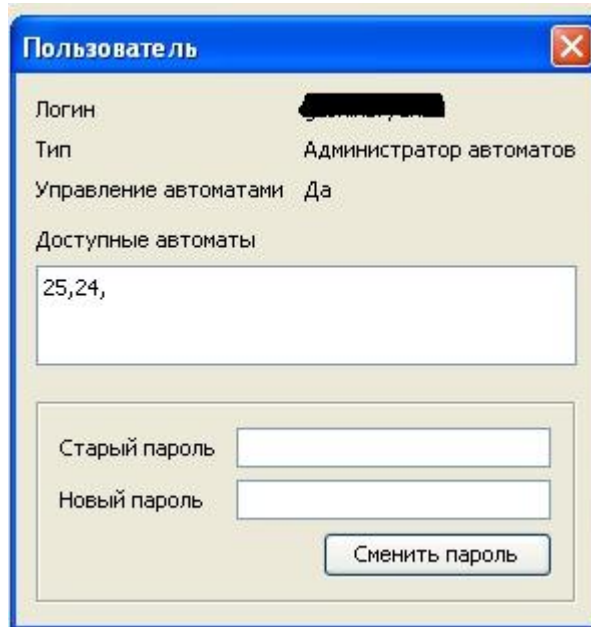 Пользователь
Логин
Тип Администратор автоматов
Управление автоматами Да
Доступные автоматы
25,24,
Старый пароль
Новый пароль
Сменить пароль